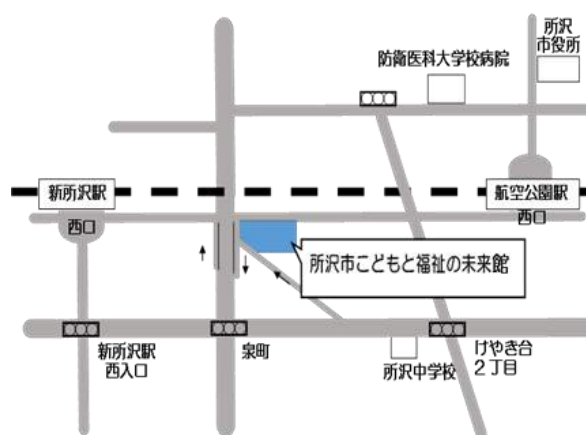 所沢
市役所
防衛医科大学校病院
新所沢駅
航空公園駅
西口
西口
所沢市こどもと福祉の未来館
新所沢駅
西入口
泉町
所沢中学校
けやき台
2丁目